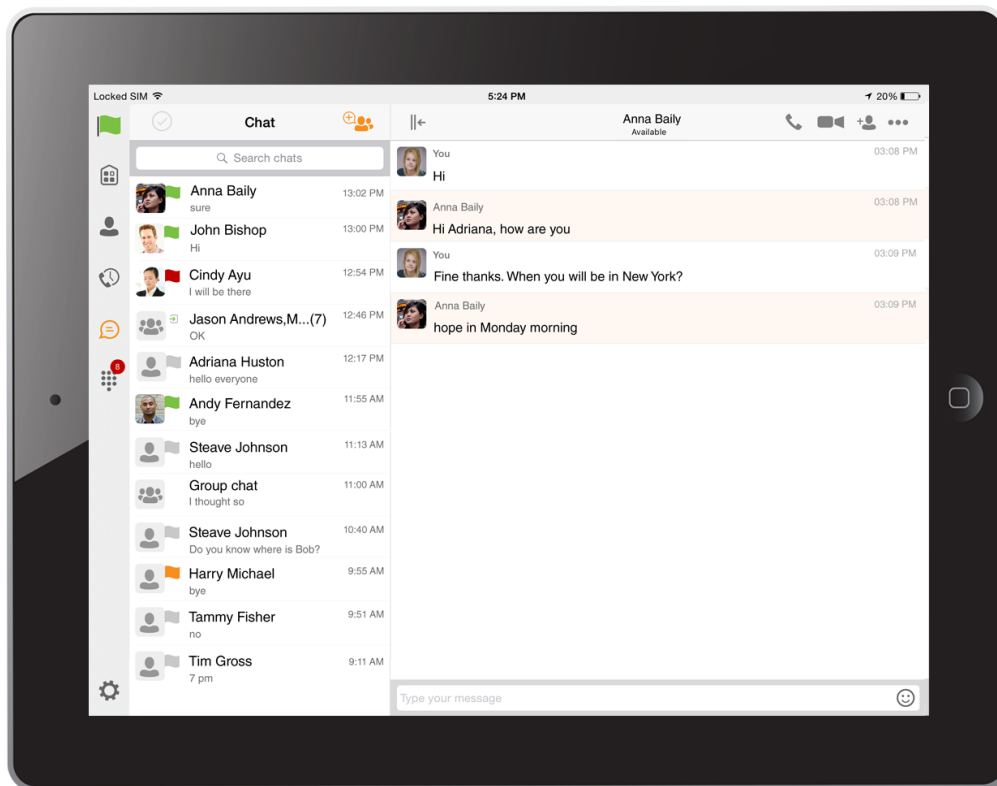 Locked SIM
5:24 PM
20%
Chat
Search chats
Anna Baily
13:02 PM
sure
John Bishop
13:00 PM
Hi
Cindy Ayu
12:54 PM
I will be there
Jason Andrews,M...(7)
12:46 PM
OK
Adriana Huston
12:17 PM
hello everyone
8
Andy Fernandez
11:55 AM
bye
Steave Johnson
11:13 AM
hello
Group chat
11:00 AM
I thought so
Steave Johnson
10:40 AM
Do you know where is Bob?
Harry Michael
9:55 AM
bye
Tammy Fisher
9:51 AM
no
Tim Gross
9:11 AM
7 pm
Anna Baily
Available
You
03:08 PM
Hi
Anna Baily
03:08 PM
Hi Adriana, how are you
You
03:09 PM
Fine thanks. When you will be in New York?
Anna Baily
03:09 PM
hope in Monday morning
Type your message